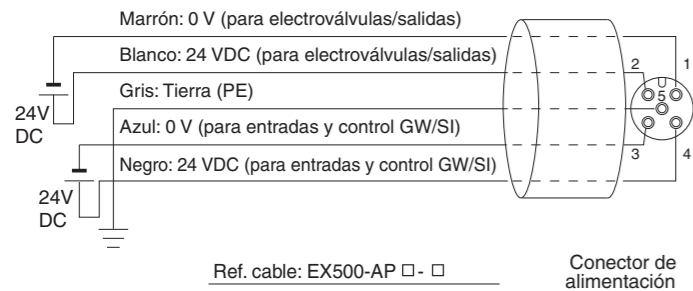 Marrón: 0 V (para electroválvulas/salidas)
Blanco: 24 VDC (para electroválvulas/salidas)
2
1
Gris: Tierra (PE)
5
24V
DC
Azul: 0 V (para entradas y control GW/SI)
3
4
Negro: 24 VDC (para entradas y control GW/SI)
24V
DC
Ref. cable: EX500-AP □ - □
Conector de
alimentación